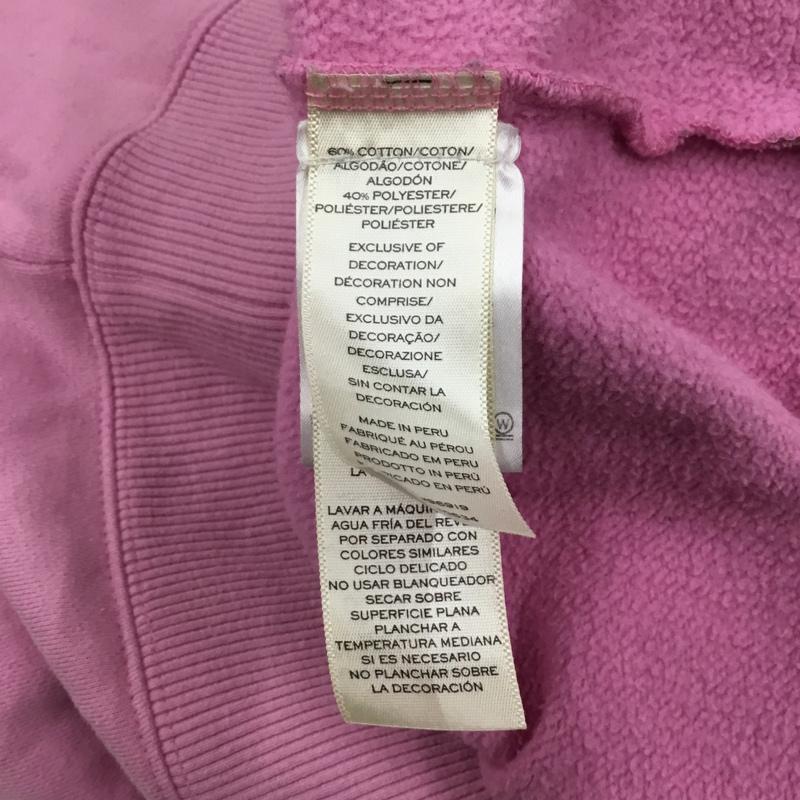 60% COTTON/COTON/
ALGODÃO/COTONE/
ALGODÓN
40% POLYESTER/
POLIÉSTER/POLIESTERE/
POLIÉSTER
EXCLUSIVE OF
DECORATION/
DÉCORATION NON
COMPRISE/
EXCLUSIVO DA
DECORAÇÃO/
DECORAZIONE
ESCLUSA/
SIN CONTAR LA
DECORACIÓN
MADE IN PERU
FABRIQUÉ AU PÉROU
FABRICADO EM PERU
PRODOTTO IN PERÙ
EN PERÚ
W
LAVAR A
AGUA FRÍA DEL
POR SEPARADO CON
COLORES SIMILARES
CICLO DELICADO
NO USAR BLANQUEADOR
SECAR SOBRE
SUPERFICIE PLANA
PLANCHAR A
TEMPERATURA MEDIANA
SI ES NECESARIO
NO PLANCHAR SOBRE
LA DECORACIÓN